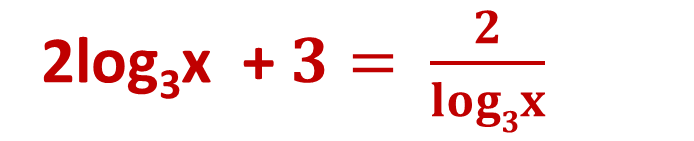 2log₃x + 3 = 2/log₃x